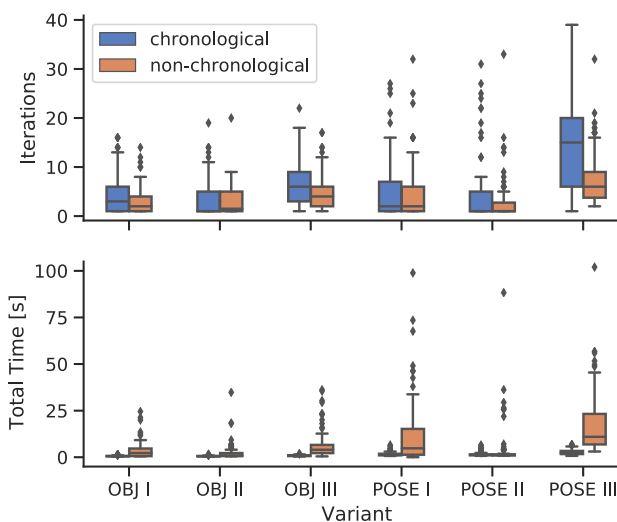 40
30
20
10
0
Iterations
chronological
non-chronological
100
75
50
25
0
Total Time [s]
OBJ I OBJ II OBJ III POSE I POSE II POSE III
Variant